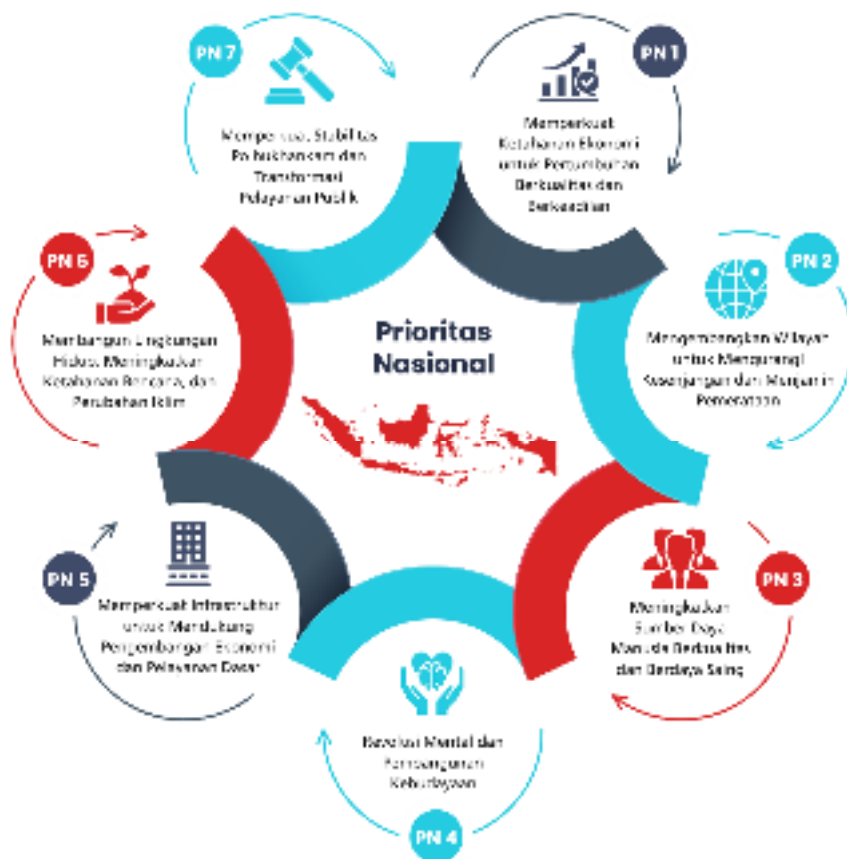 Prioritas
Nasional
PN 1
Memperkuat
Ketahanan Ekonomi
untuk Pertumbuhan
Berkualitas dan
Berkeadilan
PN 2
Mengembangkan Wilayah
untuk Mengurangi
Kesenjangan dan Menjamin
Pemerataan
PN 3
Meningkatkan
Sumber Daya
Manusia Berkualitas
dan Berdaya Saing
PN 4
Revolusi Mental dan
Pembangunan
Kebudayaan
PN 5
Memperkuat Infrastruktur
untuk Mendukung
Pengembangan Ekonomi
dan Pelayanan Dasar
PN 6
Membangun Lingkungan
Hidup, Meningkatkan
Ketahanan Bencana, dan
Perubahan Iklim
PN 7
Memperkuat Stabilitas
Polhukhankam dan
Transformasi
Pelayanan Publik